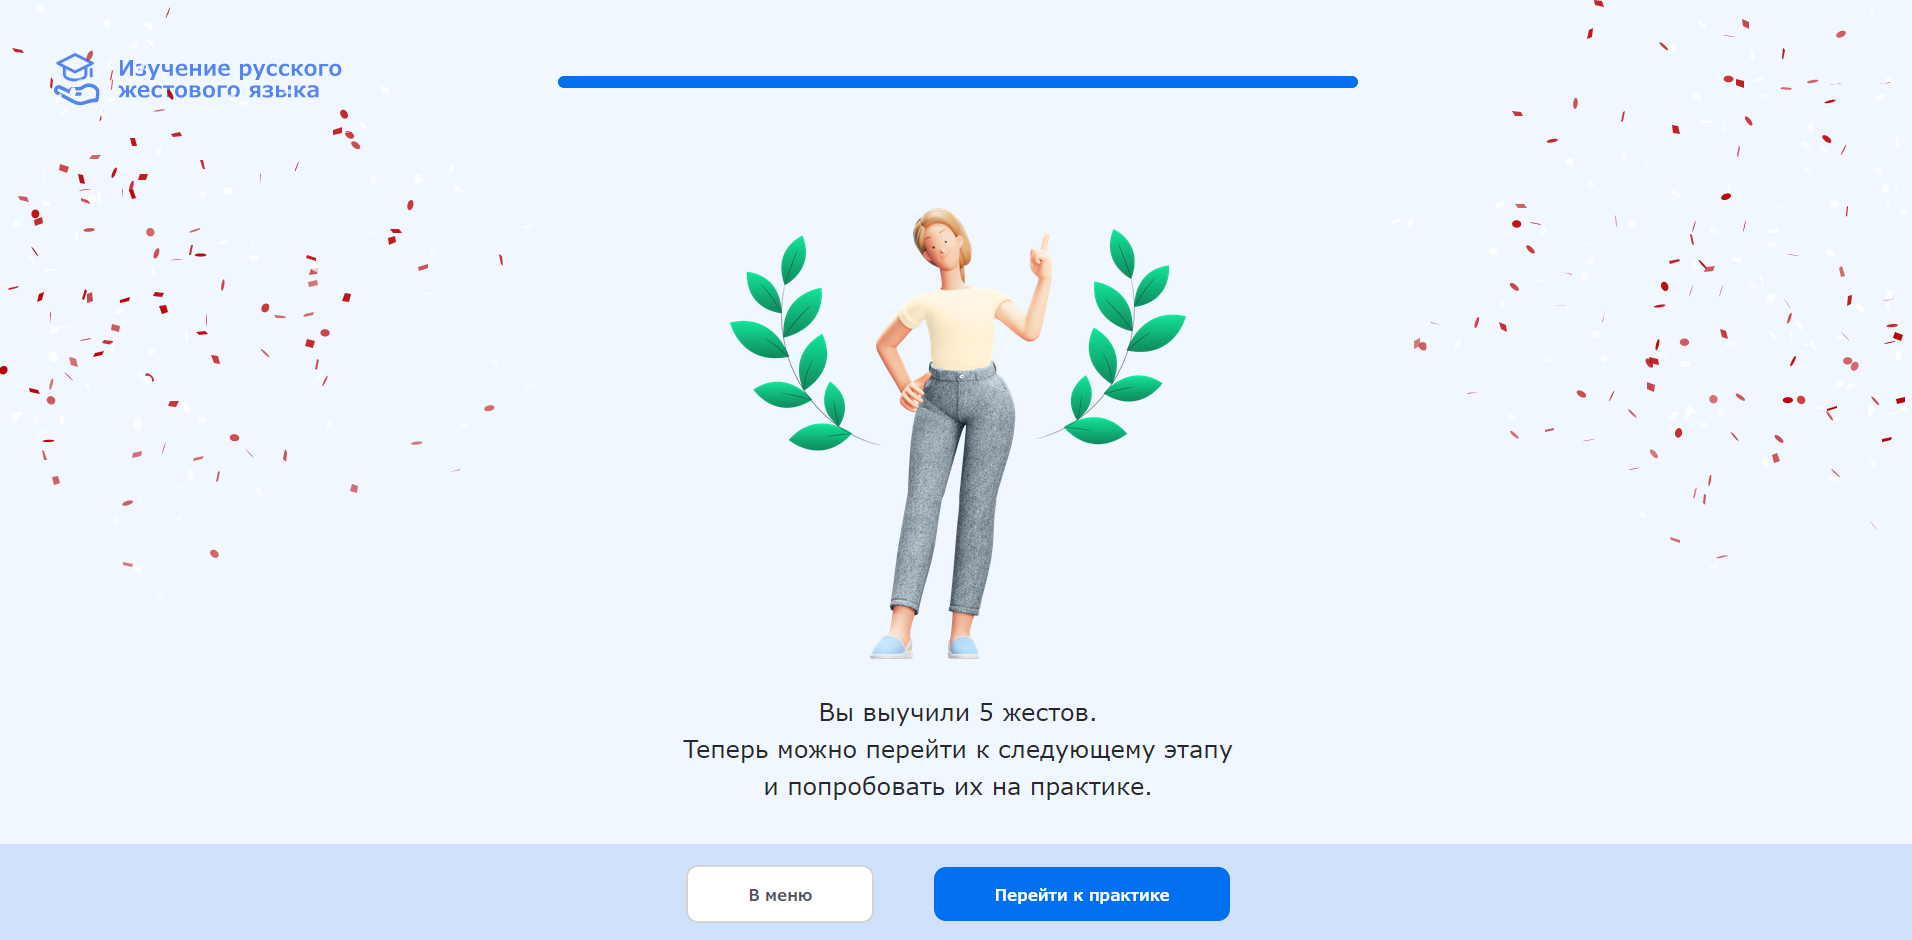 Изучение русского
жестового языка
Вы выучили 5 жестов.
Теперь можно перейти к следующему этапу
и попробовать их на практике.
В меню
Перейти к практике